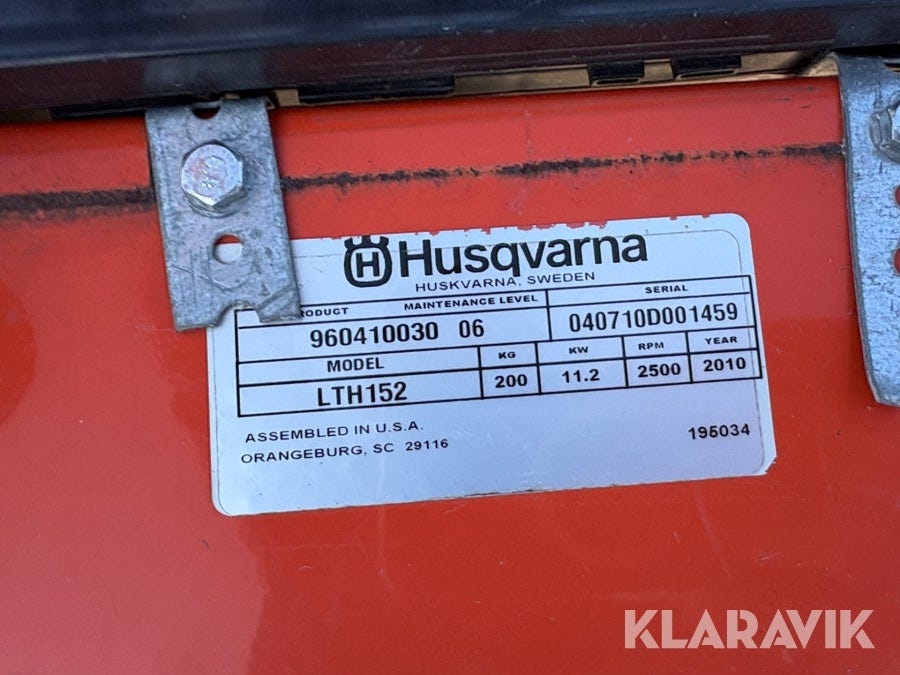 Husqvarna
HUSKVARNA, SWEDEN
MAINTENANCE LEVEL SERIAL
960410030 06 040710D001459
MODEL KG KW RPM YEAR
LTH152 200 11.2 2500 2010
ASSEMBLED IN U.S.A.
ORANGEBURG, SC 29116 195034
KLARAVIK